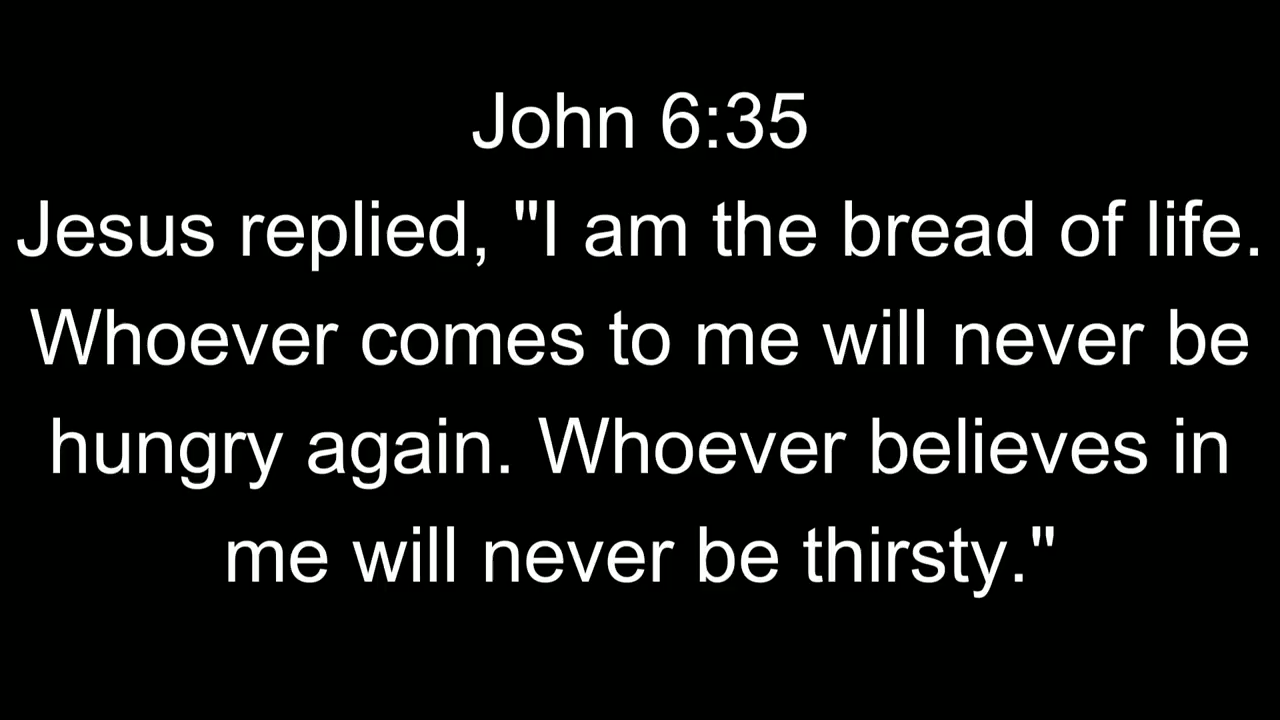 John 6:35
Jesus replied, "I am the bread of life.
Whoever comes to me will never be
hungry again. Whoever believes in
me will never be thirsty."